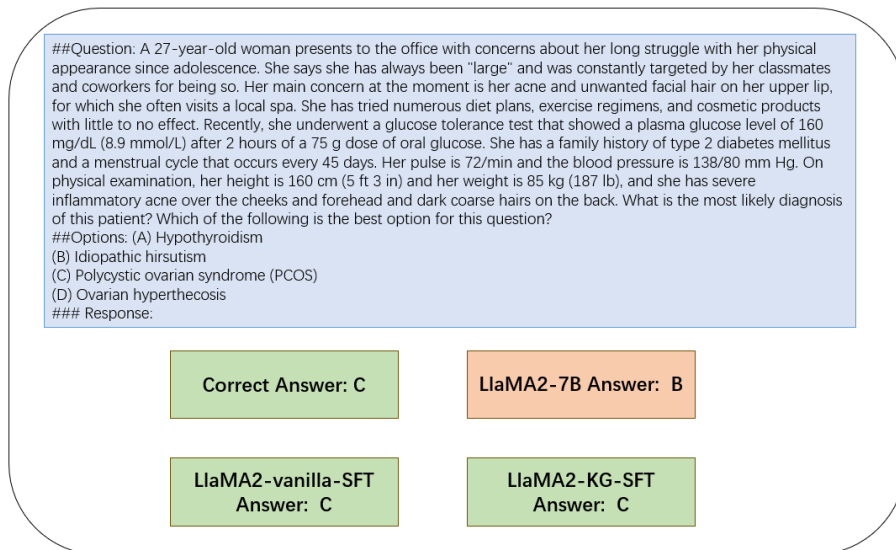 ##Question: A 27-year-old woman presents to the office with concerns about her long struggle with her physical
appearance since adolescence. She says she has always been "large" and was constantly targeted by her classmates
and coworkers for being so. Her main concern at the moment is her acne and unwanted facial hair on her upper lip,
for which she often visits a local spa. She has tried numerous diet plans, exercise regimens, and cosmetic products
with little to no effect. Recently, she underwent a glucose tolerance test that showed a plasma glucose level of 160
mg/dL (8.9 mmol/L) after 2 hours of a 75 g dose of oral glucose. She has a family history of type 2 diabetes mellitus
and a menstrual cycle that occurs every 45 days. Her pulse is 72/min and the blood pressure is 138/80 mm Hg. On
physical examination, her height is 160 cm (5 ft 3 in) and her weight is 85 kg (187 lb), and she has severe
inflammatory acne over the cheeks and forehead and dark coarse hairs on the back. What is the most likely diagnosis
of this patient? Which of the following is the best option for this question?
##Options: (A) Hypothyroidism
(B) Idiopathic hirsutism
(C) Polycystic ovarian syndrome (PCOS)
(D) Ovarian hyperthecosis
### Response:
Correct Answer: C
LlaMA2-7B Answer: B
LlaMA2-vanilla-SFT
Answer: C
LlaMA2-KG-SFT
Answer: C